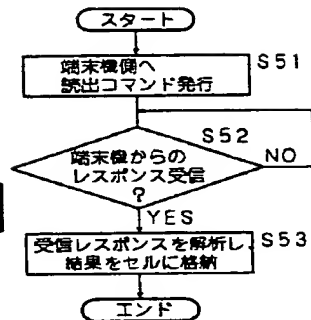 スタート
端末機側へ
読出コマンド発行
S51
S52
端末機からの
レスポンス受信
?
NO
YES
受信レスポンスを解析し、
結果をセルに格納
S53
エンド